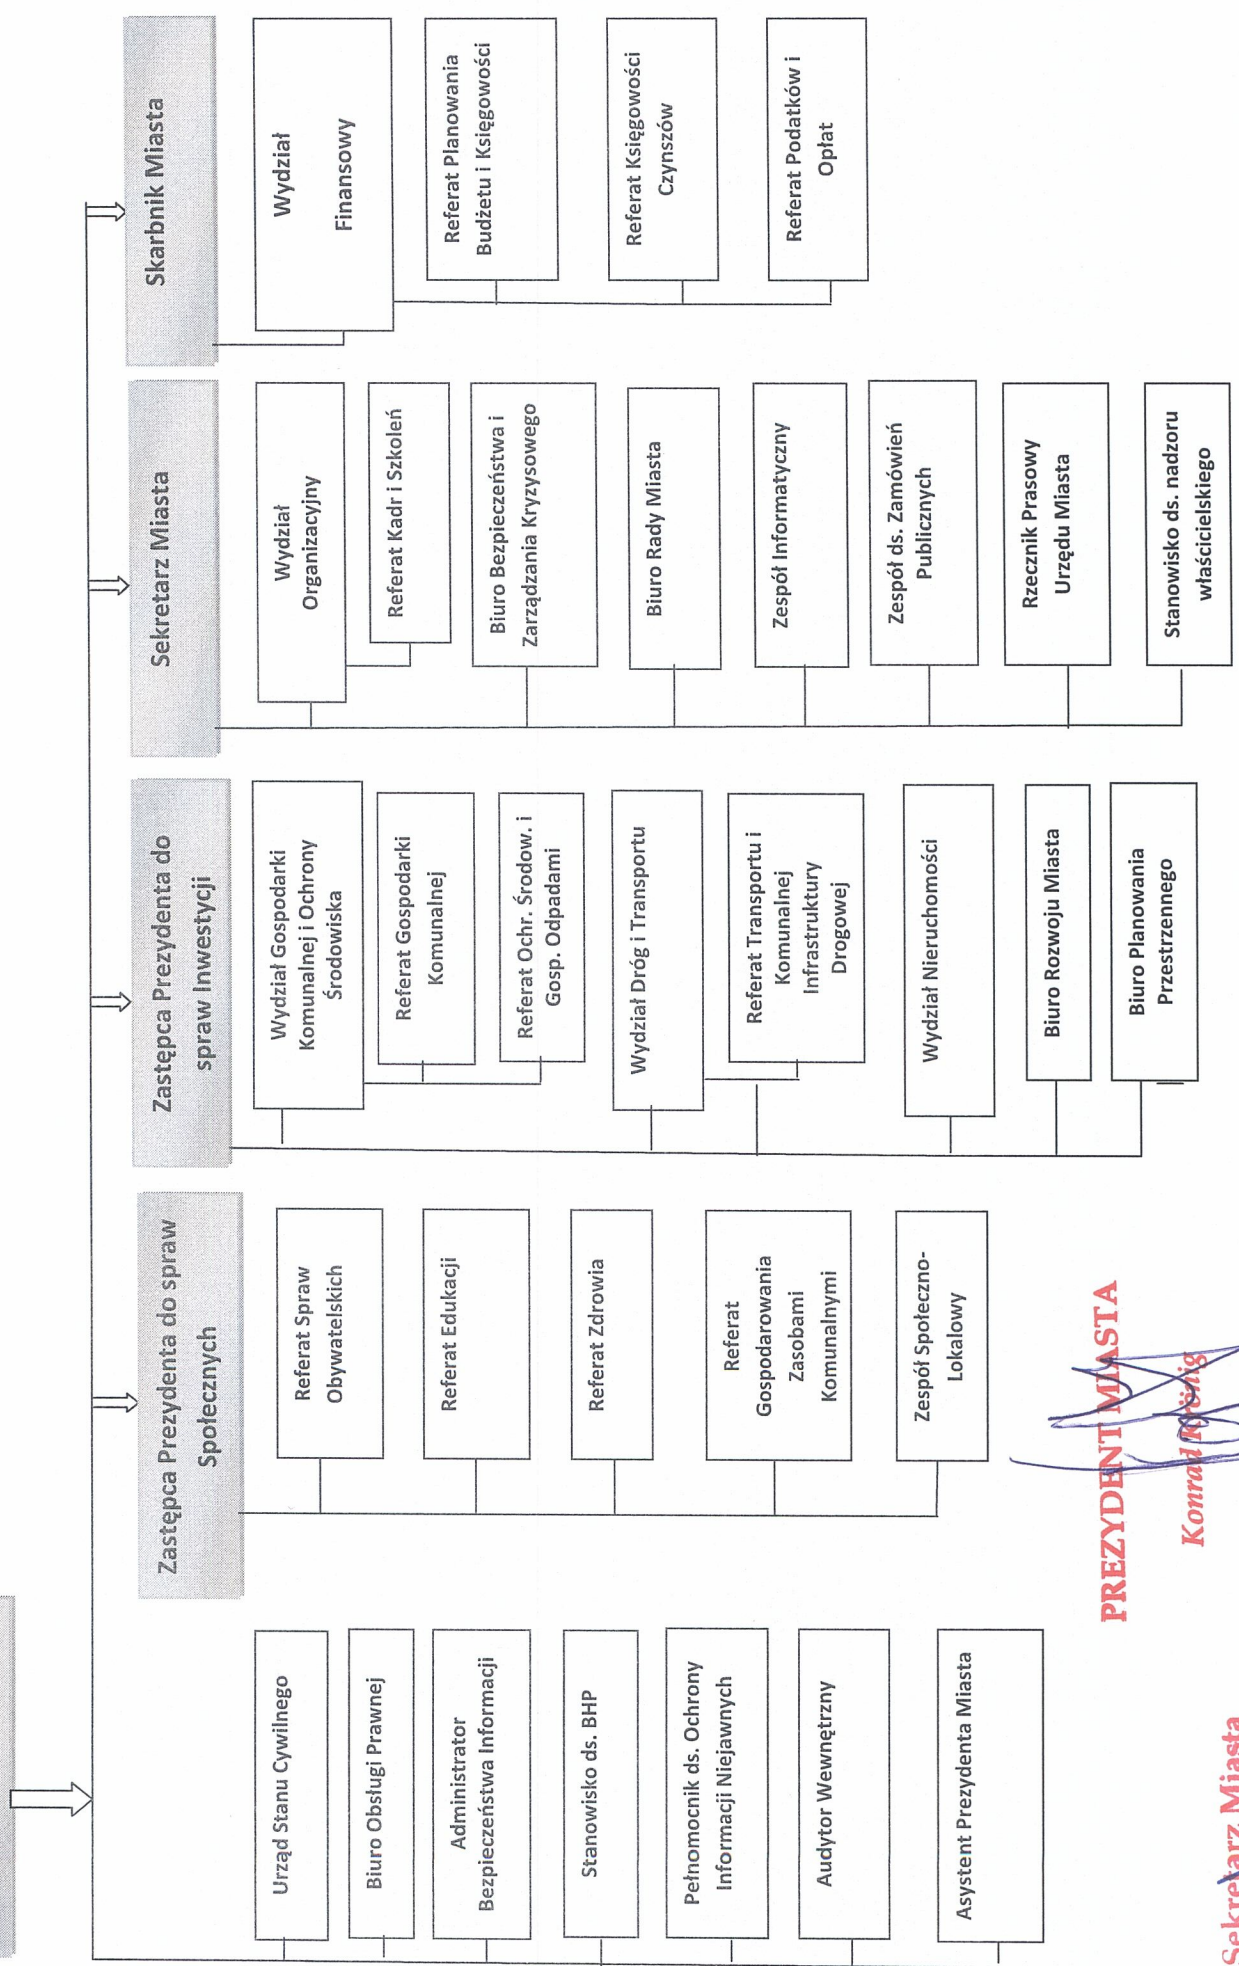 Urząd Stanu Cywilnego
Biuro Obsługi Prawnej
Administrator
Bezpieczeństwa Informacji
Stanowisko ds. BHP
Pełnomocnik ds. Ochrony
Informacji Niejawnych
Audytor Wewnętrzny
Asystent Prezydenta Miasta
Zastępca Prezydenta do spraw
Społecznych
Referat Spraw
Obywatelskich
Referat Edukacji
Referat Zdrowia
Referat
Gospodarowania
Zasobami
Komunalnymi
Zespół Społeczno-
Lokalowy
Zastępca Prezydenta do
spraw Inwestycji
Wydział Gospodarki
Komunalnej i Ochrony
Środowiska
Referat Gospodarki
Komunalnej
Referat Ochr. Środow. i
Gosp. Odpadami
Wydział Dróg i Transportu
Referat Transportu i
Komunalnej
Infrastruktury
Drogowej
Wydział Nieruchomości
Biuro Rozwoju Miasta
Biuro Planowania
Przestrzennego
Sekretarz Miasta
Wydział
Organizacyjny
Referat Kadr i Szkoleń
Biuro Bezpieczeństwa i
Zarządzania Kryzysowego
Biuro Rady Miasta
Zespół Informatyczny
Zespół ds. Zamówień
Publicznych
Rzecznik Prasowy
Urzędu Miasta
Stanowisko ds. nadzoru
właścicielskiego
Skarbnik Miasta
Wydział
Finansowy
Referat Planowania
Budżetu i Księgowości
Referat Księgowości
Czynszów
Referat Podatków i
Opłat
PREZYDENT MIASTA
Konrad Krönig
Sekretarz Miasta